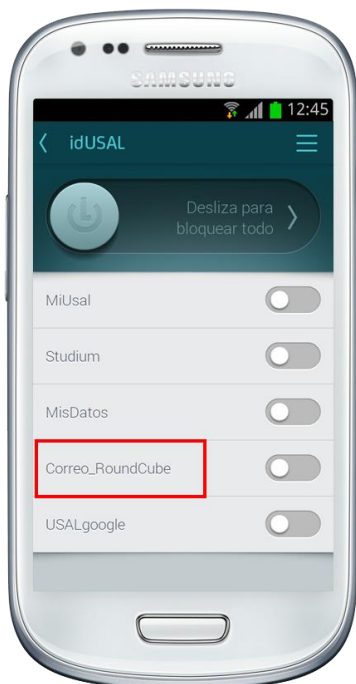 SAMSUNG
12:45
idUSAL
Desliza para
bloquear todo
MiUsal
Studium
MisDatos
Correo_RoundCube
USALgoogle